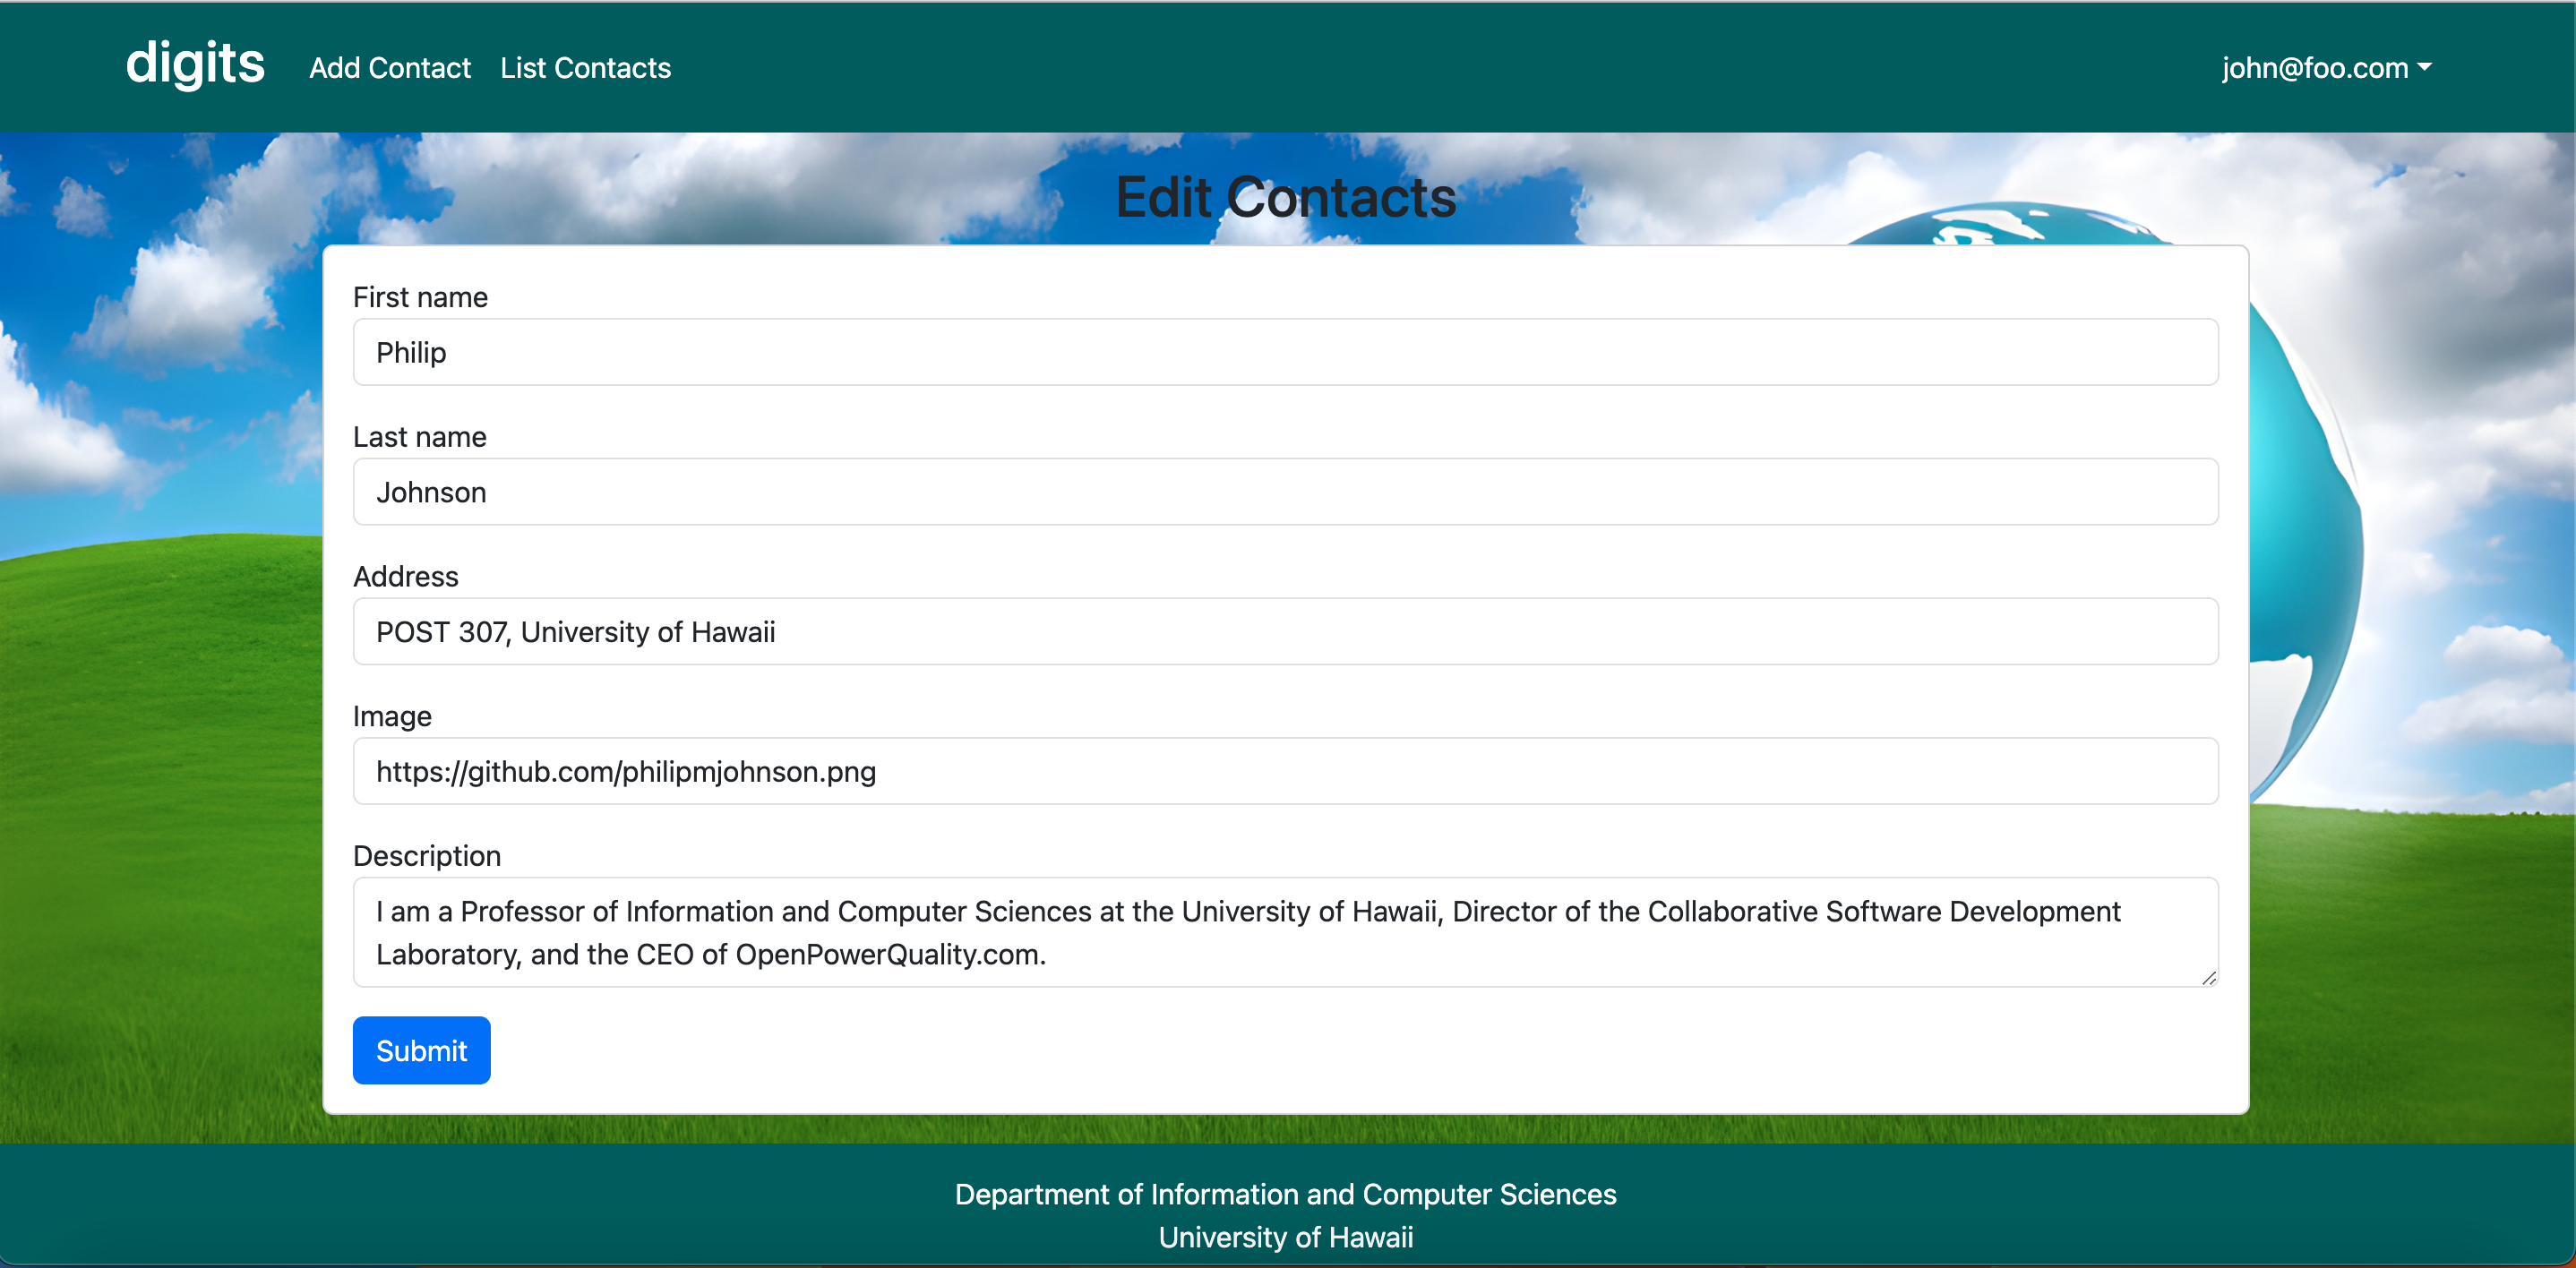 digits
Add Contact
List Contacts
john@foo.com
Edit Contacts
First name
Philip
Last name
Johnson
Address
POST 307, University of Hawaii
Image
https://github.com/philipmjohnson.png
Description
I am a Professor of Information and Computer Sciences at the University of Hawaii, Director of the Collaborative Software Development
Laboratory, and the CEO of OpenPowerQuality.com.
Submit
Department of Information and Computer Sciences
University of Hawaii